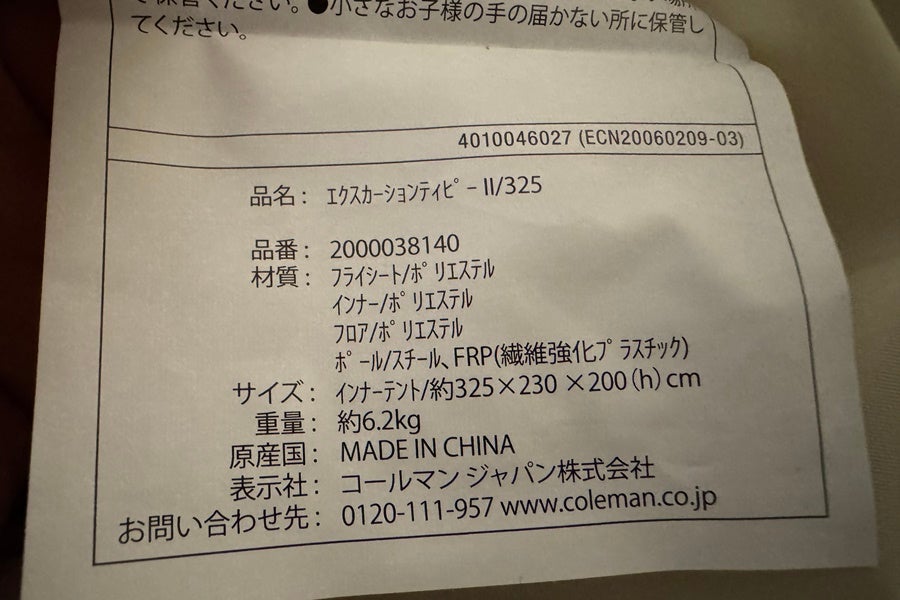 保管ください。●小さなお子様の手の届かない所に保管し
てください。
4010046027 (ECN20060209-03)
品名： ｴｸｽｶｰｼｮﾝﾃｨﾋﾟｰ II/325
品番： 2000038140
材質： ﾌﾗｲｼｰﾄ/ﾎﾟﾘｴｽﾃﾙ
ｲﾝﾅｰ/ﾎﾟﾘｴｽﾃﾙ
ﾌﾛｱ/ﾎﾟﾘｴｽﾃﾙ
ﾎﾟｰﾙ/ｽﾁｰﾙ、FRP(繊維強化ﾌﾟﾗｽﾁｯｸ)
サイズ： ｲﾝﾅｰﾃﾝﾄ/約325×230 ×200（h）cm
重量： 約6.2kg
原産国： MADE IN CHINA
表示社： コールマン ジャパン株式会社
お問い合わせ先： 0120-111-957 www.coleman.co.jp